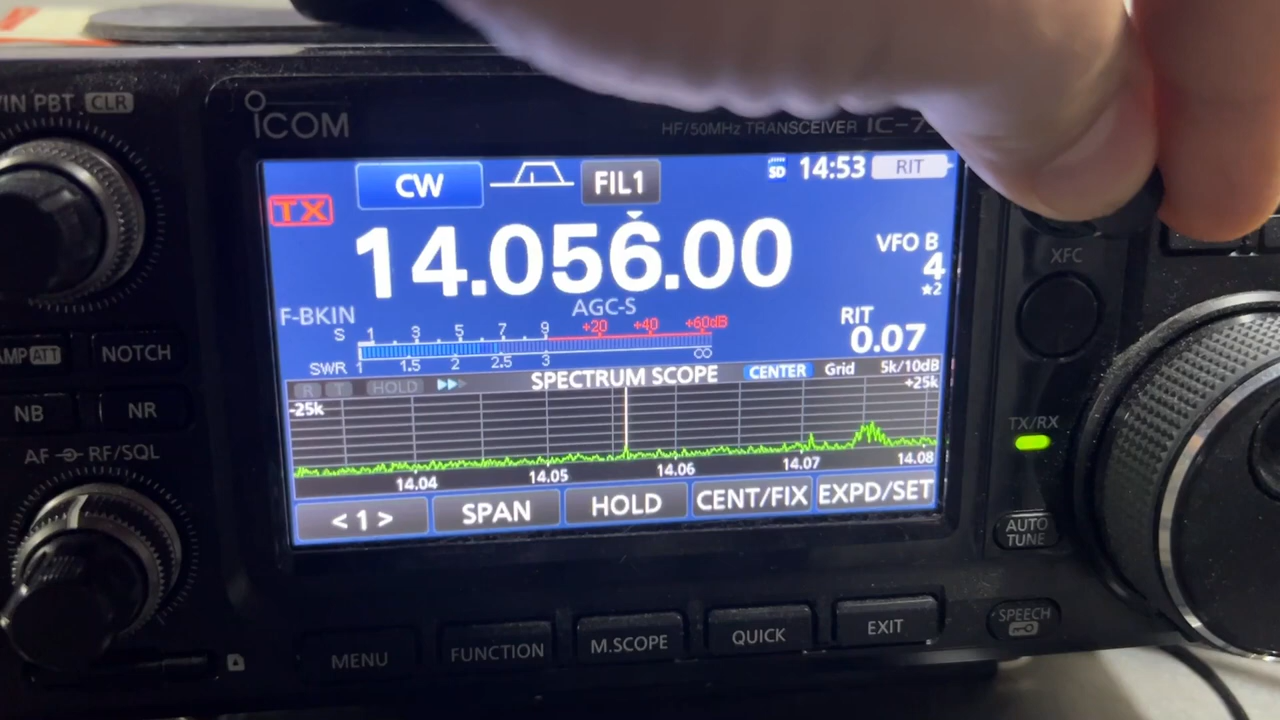 TWIN PBT CLR
ICOM
HF/50MHz TRANSCEIVER IC-7
CW
FIL1
SD
14:53
RIT
TX
14.056.00
VFO B
4
★2
F-BKIN
AGC-S
RIT
0.07
S 1 3 5 7 9 +20 +40 +60dB
SWR 1 1.5 2 2.5 3 ∞
R T HOLD
SPECTRUM SCOPE
CENTER
Grid
5k/10dB
-25k
+25k
14.04 14.05 14.06 14.07 14.08
< 1 >
SPAN
HOLD
CENT/FIX
EXPD/SET
AMP ATT
NOTCH
NB
NR
AF RF/SQL
XFC
TX/RX
AUTO
TUNE
SPEECH
MENU
FUNCTION
M.SCOPE
QUICK
EXIT